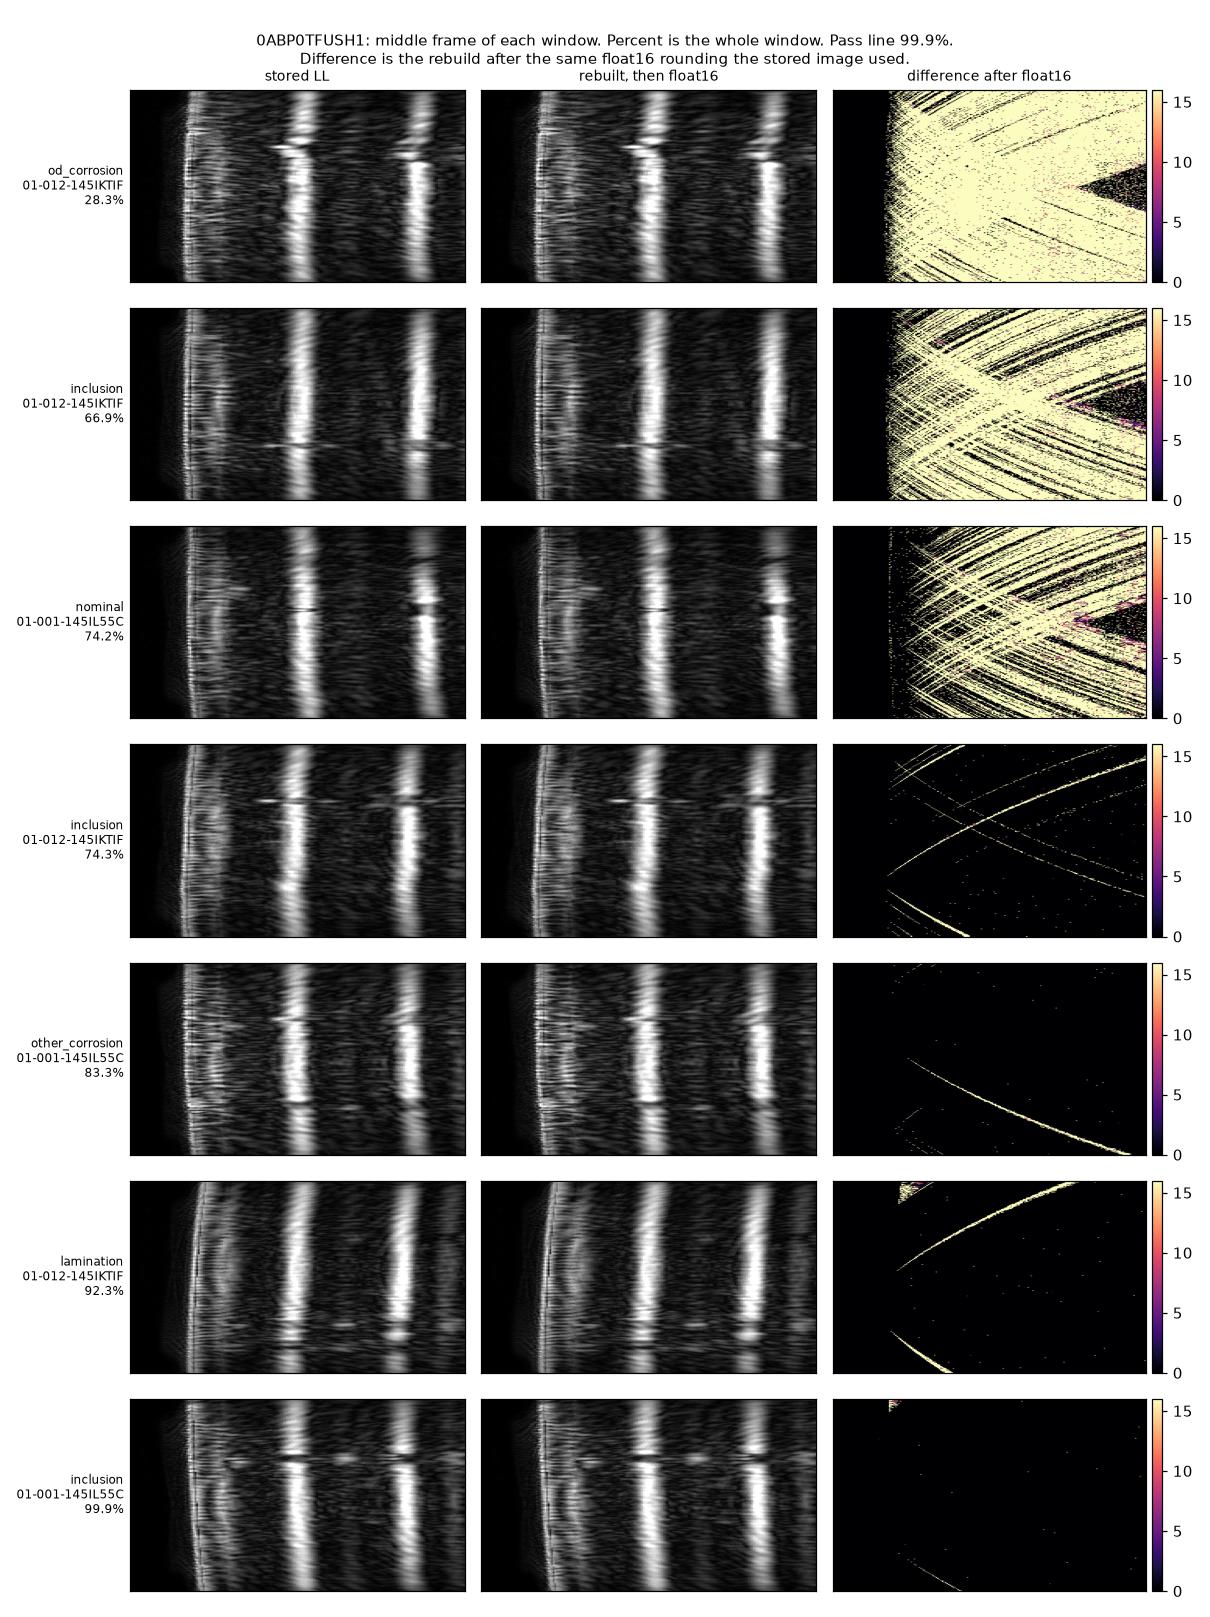 0ABP0TFUSH1: middle frame of each window. Percent is the whole window. Pass line 99.9%.
Difference is the rebuild after the same float16 rounding the stored image used.
stored LL
rebuilt, then float16
difference after float16
od_corrosion
01-012-145IKTIF
28.3%
15
10
5
0
inclusion
01-012-145IKTIF
66.9%
15
10
5
0
nominal
01-001-145IL55C
74.2%
15
10
5
0
inclusion
01-012-145IKTIF
74.3%
15
10
5
0
other_corrosion
01-001-145IL55C
83.3%
15
10
5
0
lamination
01-012-145IKTIF
92.3%
15
10
5
0
inclusion
01-001-145IL55C
99.9%
15
10
5
0